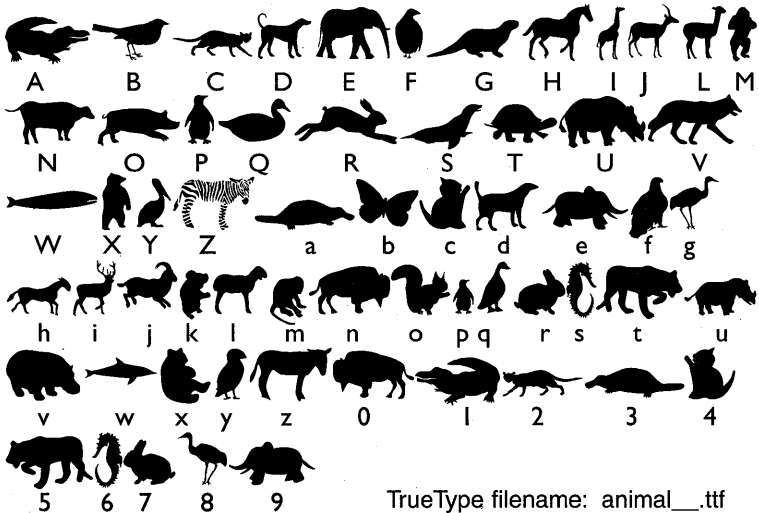 A B C D E F G H I J L M
N O P Q R S T U V
W X Y Z a b c d e f g
h i j k l m n o p q r s t u
v w x y z 0 1 2 3 4
5 6 7 8 9 TrueType filename: animal__.ttf